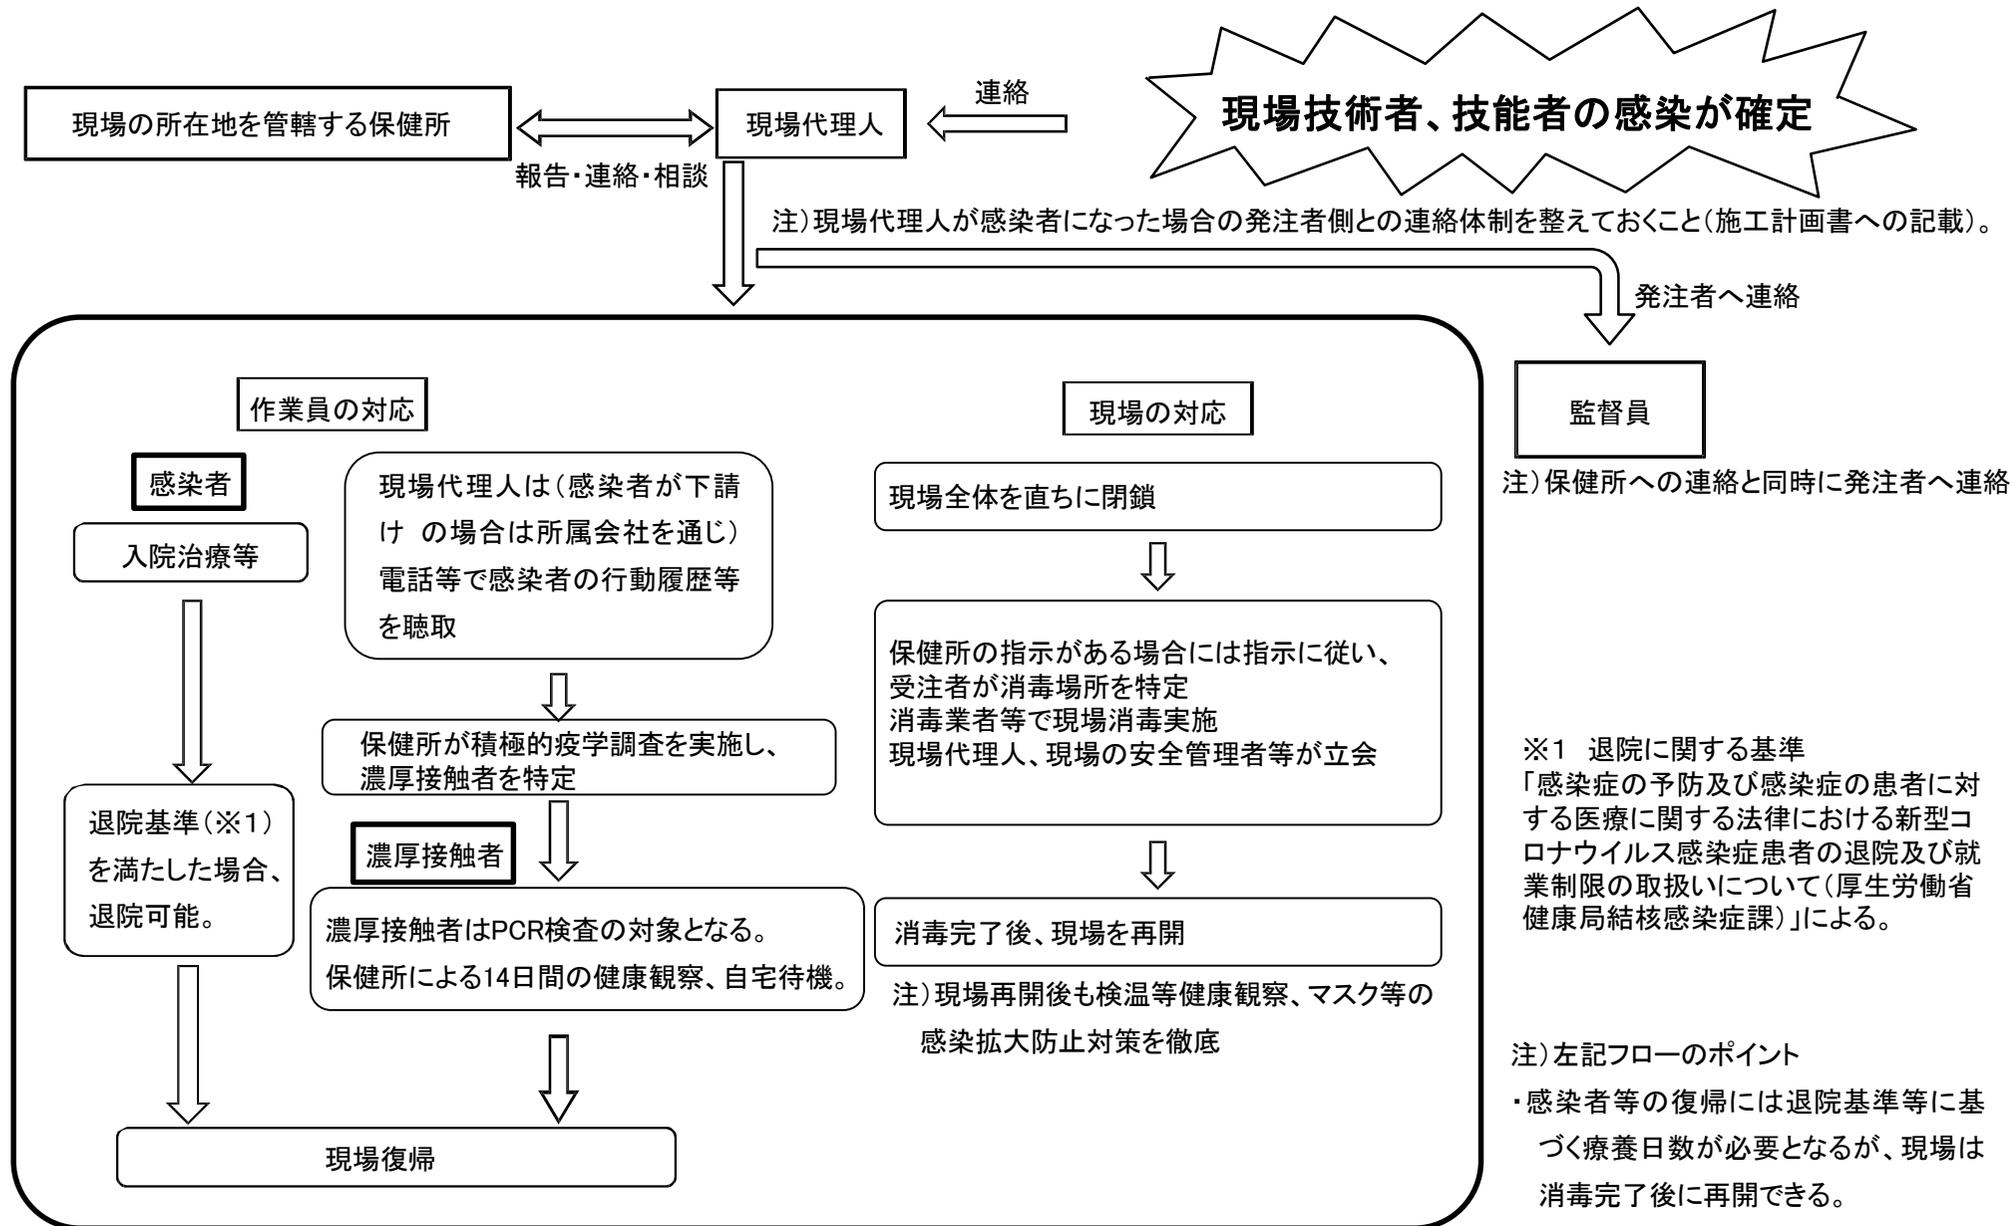 現場技術者、技能者の感染が確定
連絡
現場代理人
現場の所在地を管轄する保健所
報告・連絡・相談
注）現場代理人が感染者になった場合の発注者側との連絡体制を整えておくこと（施工計画書への記載）。
発注者へ連絡
監督員
注）保健所への連絡と同時に発注者へ連絡
作業員の対応
感染者
入院治療等
退院基準（※１）
を満たした場合、
退院可能。
現場代理人は（感染者が下請
け の場合は所属会社を通じ）
電話等で感染者の行動履歴等
を聴取
保健所が積極的疫学調査を実施し、
濃厚接触者を特定
濃厚接触者
濃厚接触者はPCR検査の対象となる。
保健所による14日間の健康観察、自宅待機。
現場復帰
現場の対応
現場全体を直ちに閉鎖
保健所の指示がある場合には指示に従い、
受注者が消毒場所を特定
消毒業者等で現場消毒実施
現場代理人、現場の安全管理者等が立会
消毒完了後、現場を再開
注）現場再開後も検温等健康観察、マスク等の
感染拡大防止対策を徹底
※１ 退院に関する基準
「感染症の予防及び感染症の患者に対
する医療に関する法律における新型コ
ロナウイルス感染症患者の退院及び就
業制限の取扱いについて（厚生労働省
健康局結核感染症課）」による。
注）左記フローのポイント
・感染者等の復帰には退院基準等に基
づく療養日数が必要となるが、現場は
消毒完了後に再開できる。